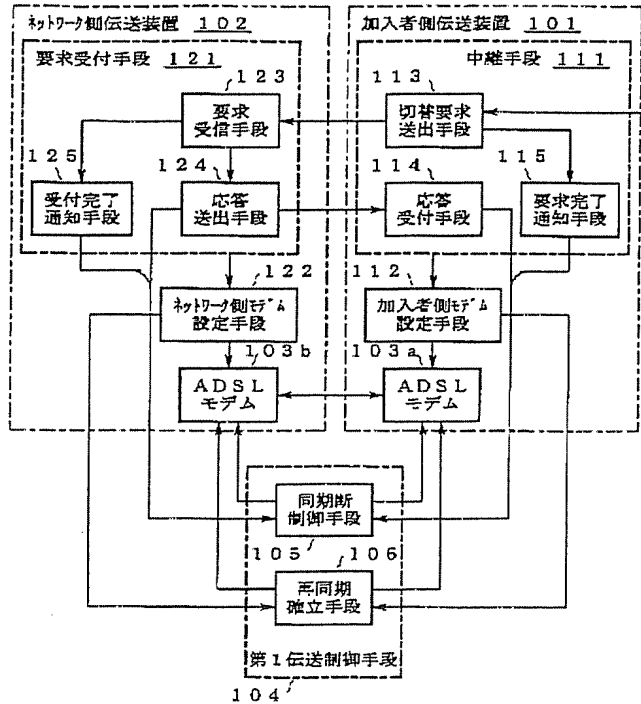 ネットワーク側伝送装置 102
要求受付手段 121
123
要求
受信手段
125
受付完了
通知手段
124
応答
送出手段
122
ネットワーク側モデム
設定手段
103b
ADSL
モデム
加入者側伝送装置 101
中継手段 111
113
切替要求
送出手段
114
応答
受付手段
115
要求完了
通知手段
112
加入者側モデム
設定手段
103a
ADSL
モデム
同期断
制御手段
105
106
再同期
確立手段
第1伝送制御手段
104